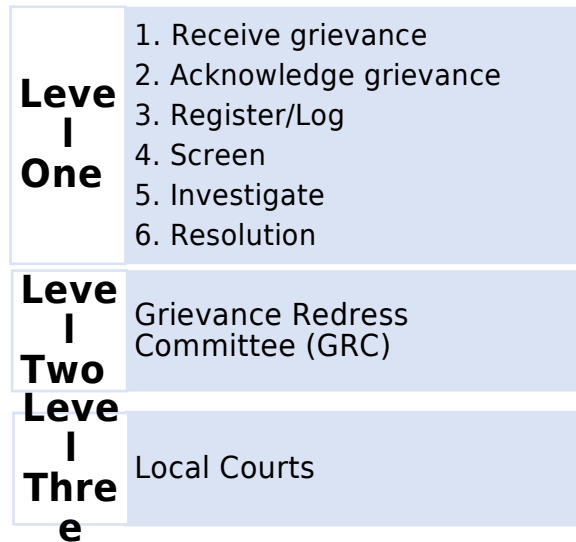 Leve
l
One
1. Receive grievance
2. Acknowledge grievance
3. Register/Log
4. Screen
5. Investigate
6. Resolution
Leve
l
Two
Grievance Redress
Committee (GRC)
Leve
l
Thre
e
Local Courts